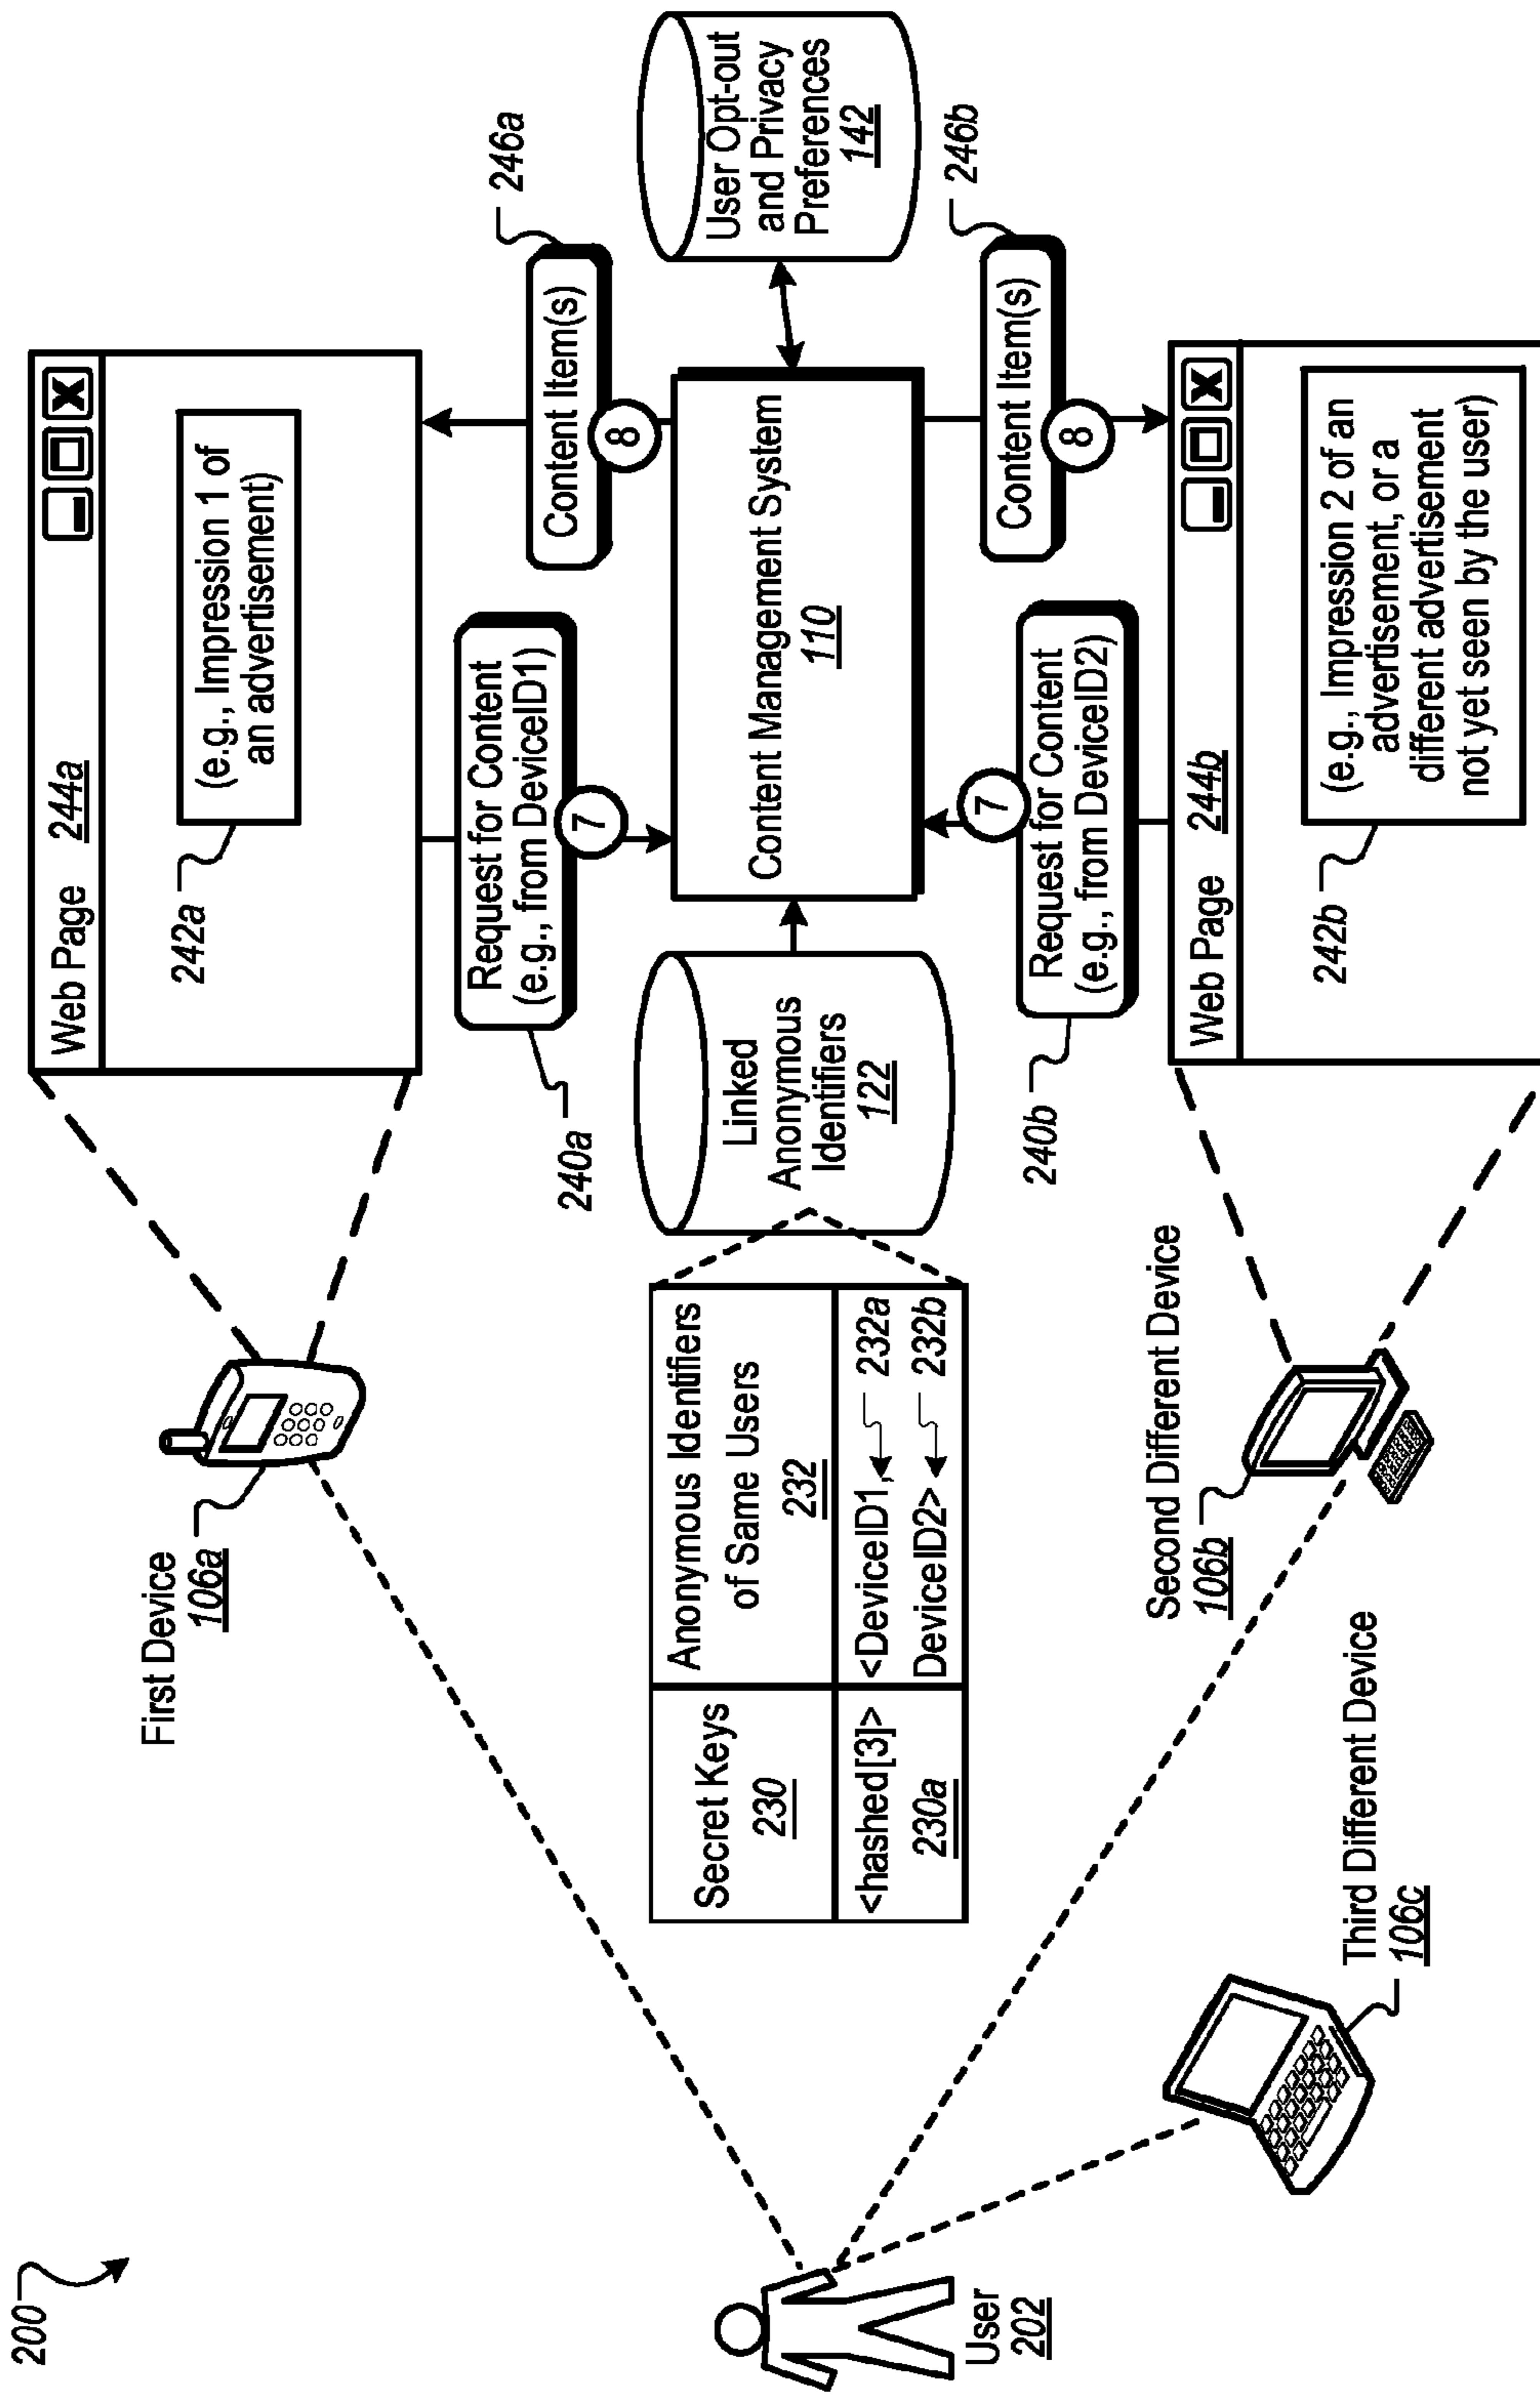 200
Web Page 244a
242a
(e.g., Impression 1 of
an advertisement)
First Device
106a
240a
Request for Content
(e.g., from DeviceID1)
7
Content Item(s)
8
246a
User
202
Secret Keys
230
Anonymous Identifiers
of Same Users
232
<hashed[3]>
230a
<DeviceID1,
232a
DeviceID2>
232b
Linked
Anonymous
Identifiers
122
Content Management System
110
User Opt-out
and Privacy
Preferences
142
240b
Request for Content
(e.g., from DeviceID2)
7
Content Item(s)
8
246b
Second Different Device
106b
Third Different Device
106c
Web Page 244b
242b
(e.g., Impression 2 of an
advertisement, or a
different advertisement
not yet seen by the user)